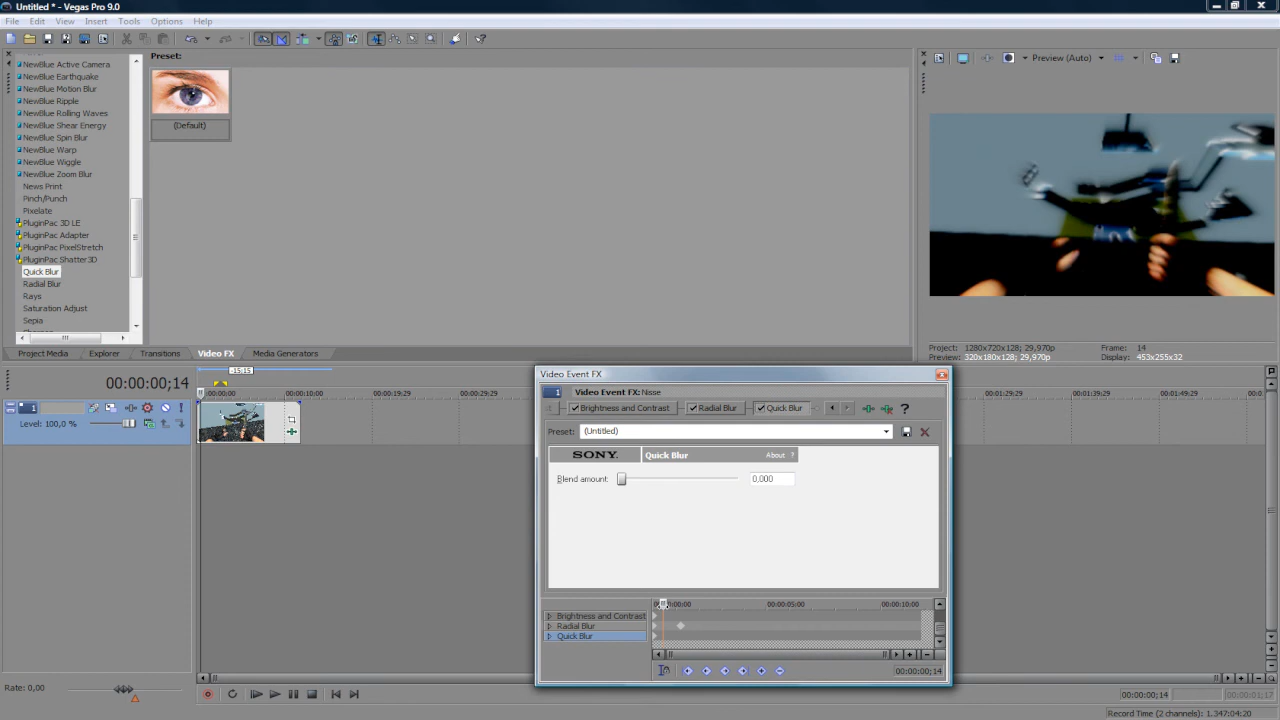 Untitled * - Vegas Pro 9.0
File Edit View Insert Tools Options Help
NewBlue Active Camera
NewBlue Earthquake
NewBlue Motion Blur
NewBlue Ripple
NewBlue Rolling Waves
NewBlue Shear Energy
NewBlue Spin Blur
NewBlue Warp
NewBlue Wiggle
NewBlue Zoom Blur
News Print
Pinch/Punch
Pixelate
PluginPac 3D LE
PluginPac Adapter
PluginPac PixelStretch
PluginPac Shatter3D
Quick Blur
Radial Blur
Rays
Saturation Adjust
Sepia
Preset:
(Default)
Preview (Auto)
Project: 1280x720x128; 29,970p
Frame: 14
Preview: 320x180x128; 29,970p
Display: 453x255x32
Project Media Explorer Transitions Video FX Media Generators
-15;15
00:00:00;14
00:00:00 00:00:10;00 00:00:19;29 00:00:29;29 00:01:29;29 00:01:39;29 00:01:49;29
1
Level: 100,0 %
Video Event FX
1 Video Event FX: Nisse
Brightness and Contrast Radial Blur Quick Blur
Preset: (Untitled)
SONY. Quick Blur About ?
Blend amount: 0,000
00:00:05:00 00:00:10:00
Brightness and Contrast
Radial Blur
Quick Blur
00:00:00;14
Rate: 0,00
00:00:00;14
00:00:01;17
Record Time (2 channels): 1.347:04:20